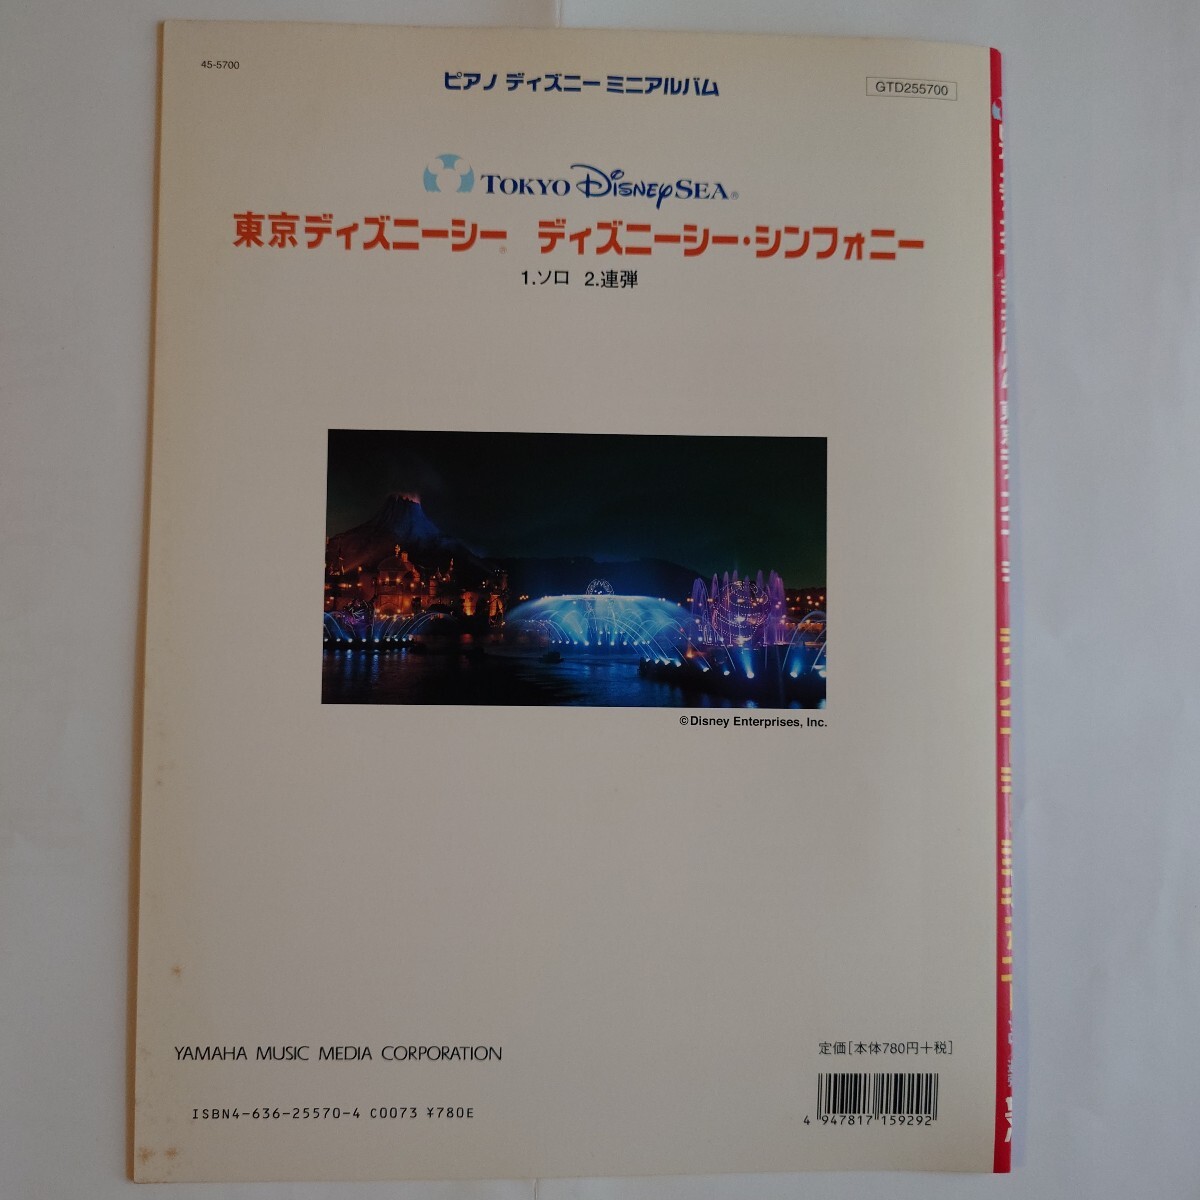 45-5700
ピアノ ディズニー ミニアルバム
GTD255700
TOKYO DISNEYSEA®
東京ディズニーシー® ディズニーシー・シンフォニー
1.ソロ 2.連弾
©Disney Enterprises, Inc.
YAMAHA MUSIC MEDIA CORPORATION
定価[本体780円+税]
ISBN4-636-25570-4 C0073 ¥780E
4 947817 159292